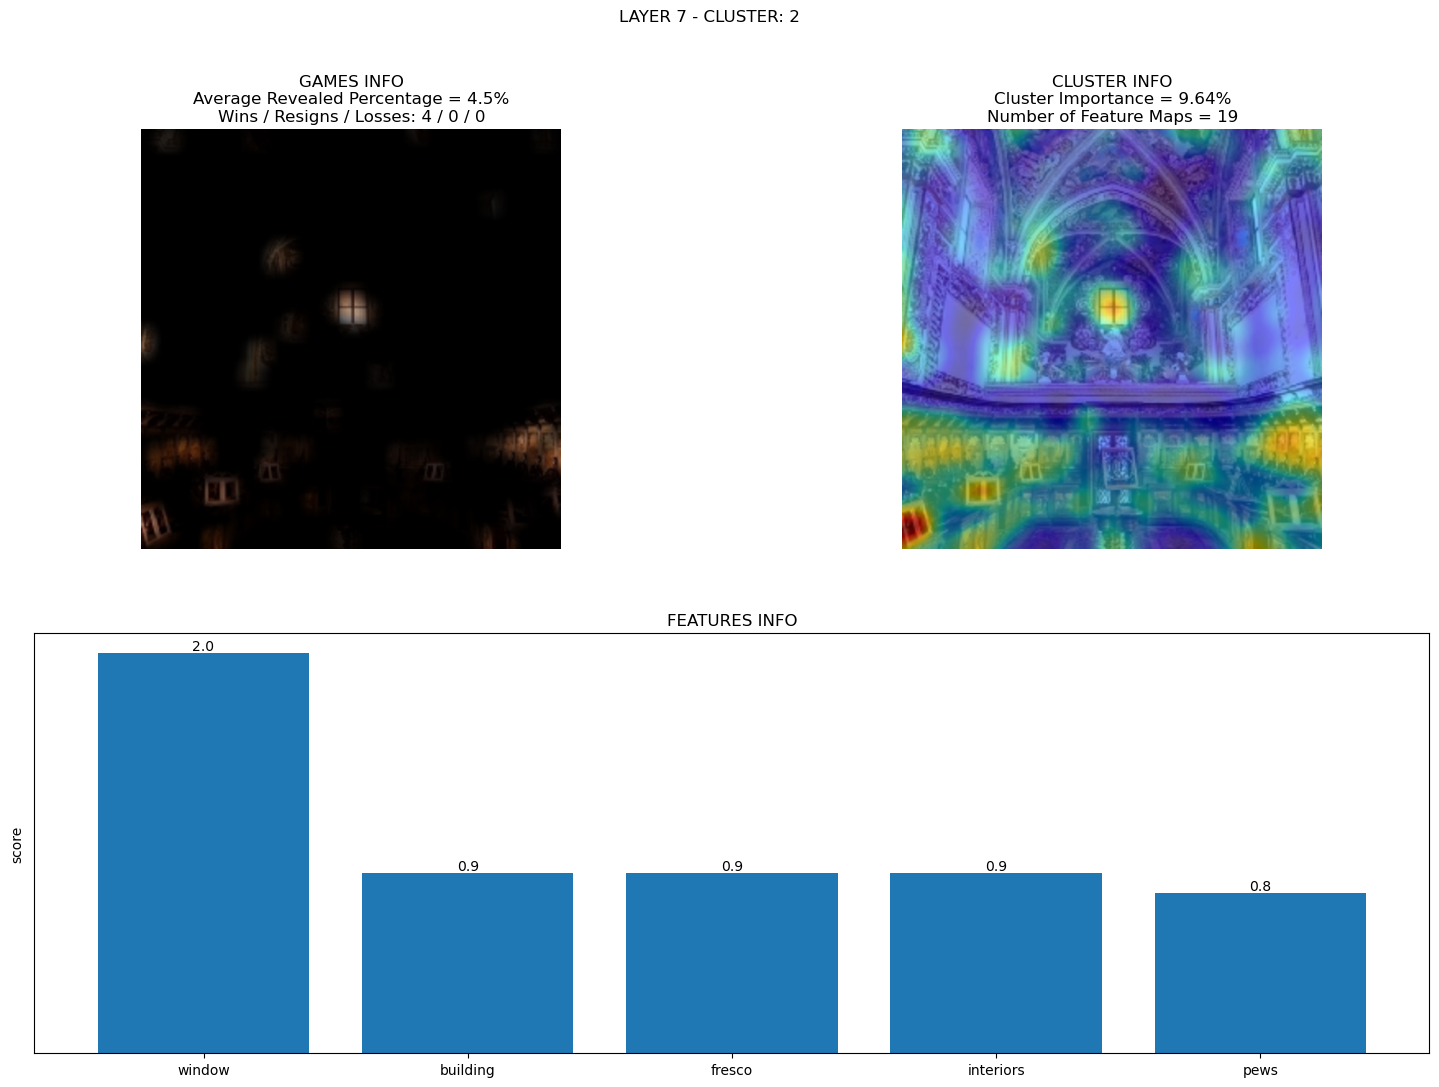 LAYER 7 - CLUSTER: 2
GAMES INFO
Average Revealed Percentage = 4.5%
Wins / Resigns / Losses: 4 / 0 / 0
CLUSTER INFO
Cluster Importance = 9.64%
Number of Feature Maps = 19
FEATURES INFO
score
2.0
0.9
0.9
0.9
0.8
window
building
fresco
interiors
pews